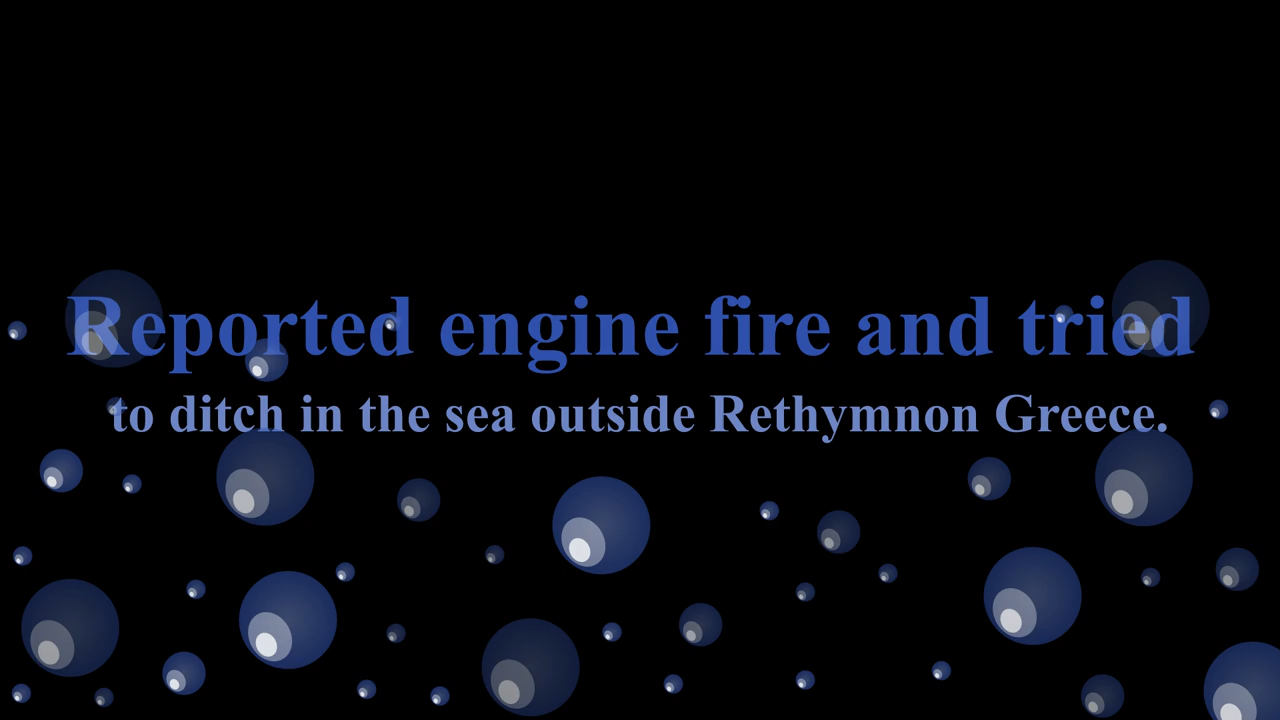 Reported engine fire and tried
to ditch in the sea outside Rethymnon Greece.